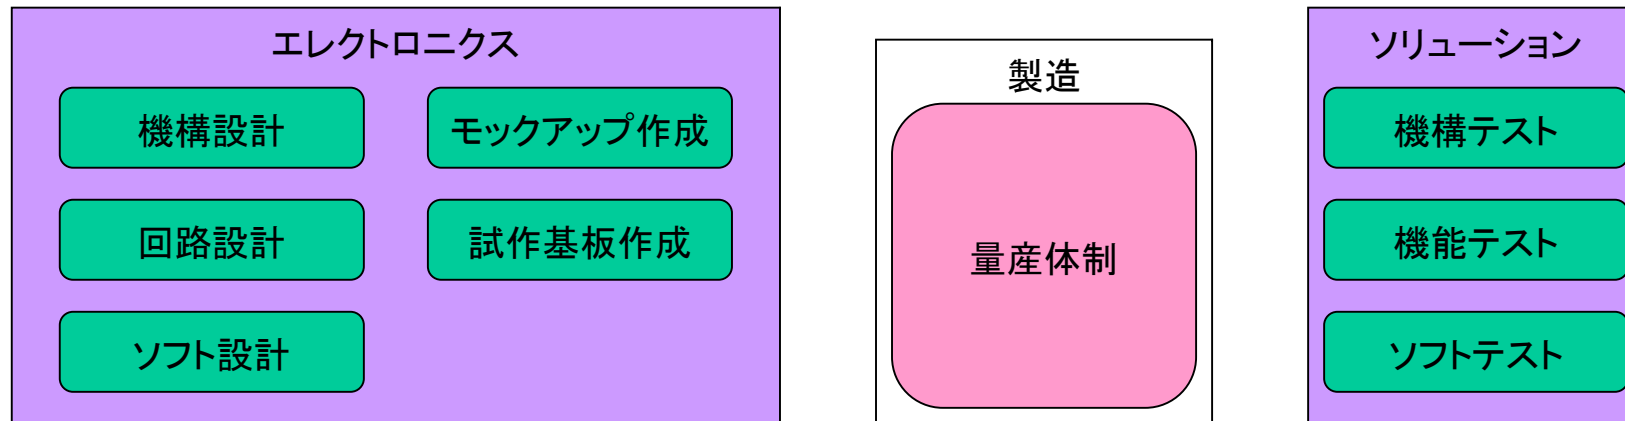 エレクトロニクス
機構設計
モックアップ作成
回路設計
試作基板作成
ソフト設計
製造
量産体制
ソリューション
機構テスト
機能テスト
ソフトテスト